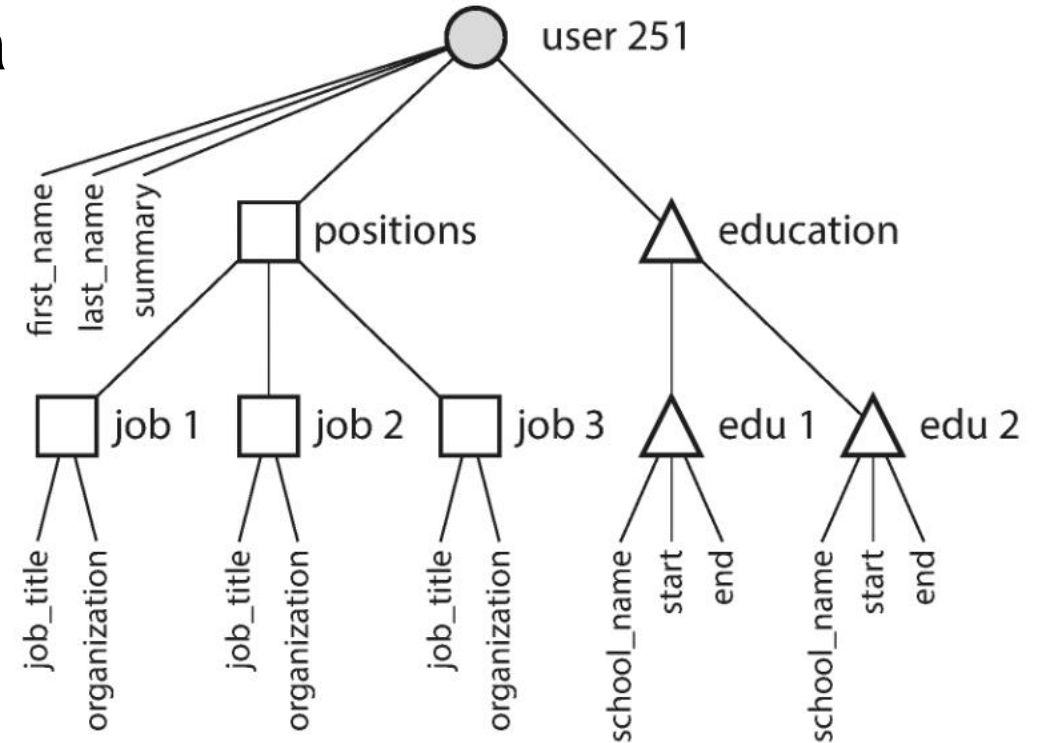 user 251
first_name
last_name
summary
positions
education
job 1
job 2
job 3
edu 1
edu 2
job_title
organization
job_title
organization
job_title
organization
school_name
start
end
school_name
start
end